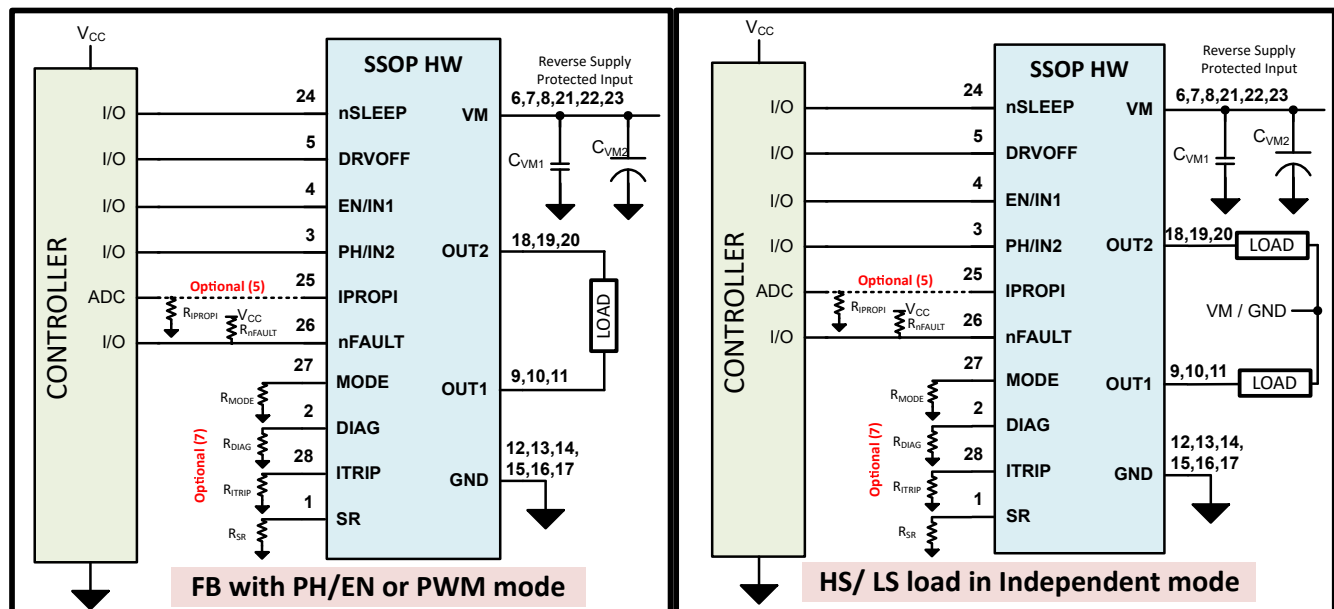 VCC
SSOP HW
CONTROLLER
Reverse Supply
Protected Input
I/O
24
nSLEEP
VM
6,7,8,21,22,23
CVM1
CVM2
I/O
5
DRVOFF
I/O
4
EN/IN1
I/O
3
PH/IN2
OUT2
18,19,20
ADC
Optional (5)
25
IPROPI
RIPROPI
VCC
RnFAULT
LOAD
I/O
26
nFAULT
27
MODE
RMODE
OUT1
9,10,11
2
DIAG
RDIAG
Optional (7)
28
ITRIP
RITRIP
GND
12,13,14,
15,16,17
1
SR
RSR
FB with PH/EN or PWM mode
VCC
SSOP HW
CONTROLLER
Reverse Supply
Protected Input
I/O
24
nSLEEP
VM
6,7,8,21,22,23
CVM1
CVM2
I/O
5
DRVOFF
I/O
4
EN/IN1
I/O
3
PH/IN2
OUT2
18,19,20
LOAD
ADC
Optional (5)
25
IPROPI
RIPROPI
VCC
RnFAULT
VM / GND
I/O
26
nFAULT
27
MODE
RMODE
OUT1
9,10,11
LOAD
2
DIAG
RDIAG
Optional (7)
28
ITRIP
RITRIP
GND
12,13,14,
15,16,17
1
SR
RSR
HS/ LS load in Independent mode